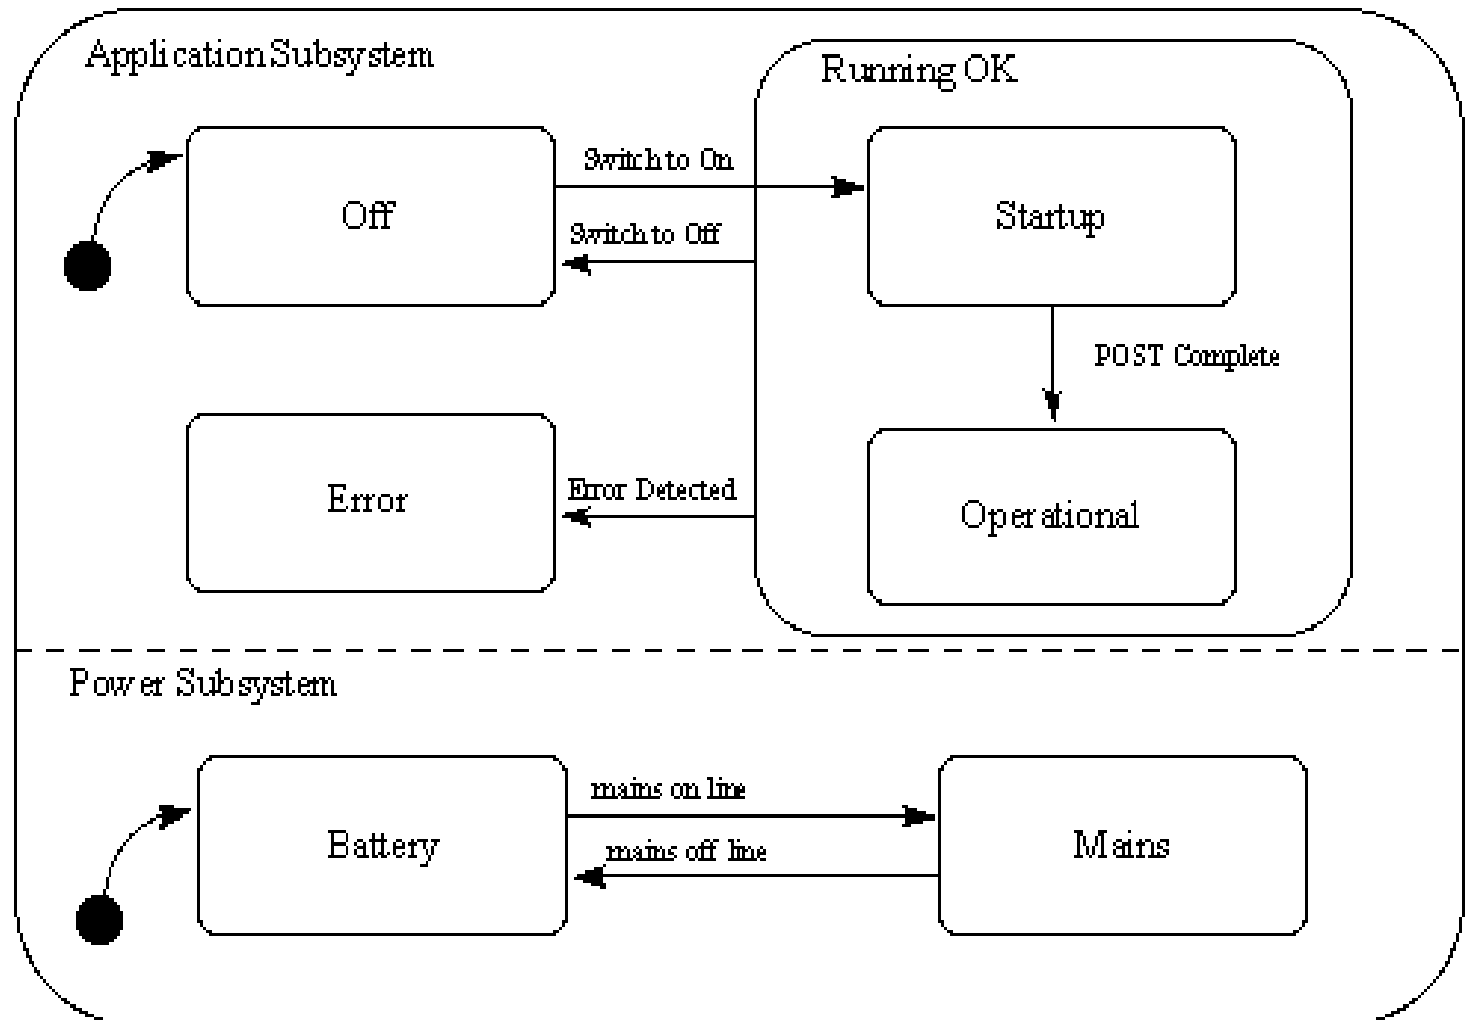 Application Subsystem
Running OK
Switch to On
Off
Startup
Switch to Off
POST Complete
Error Detected
Error
Operational
Power Subsystem
mains on line
Battery
Mains
mains off line